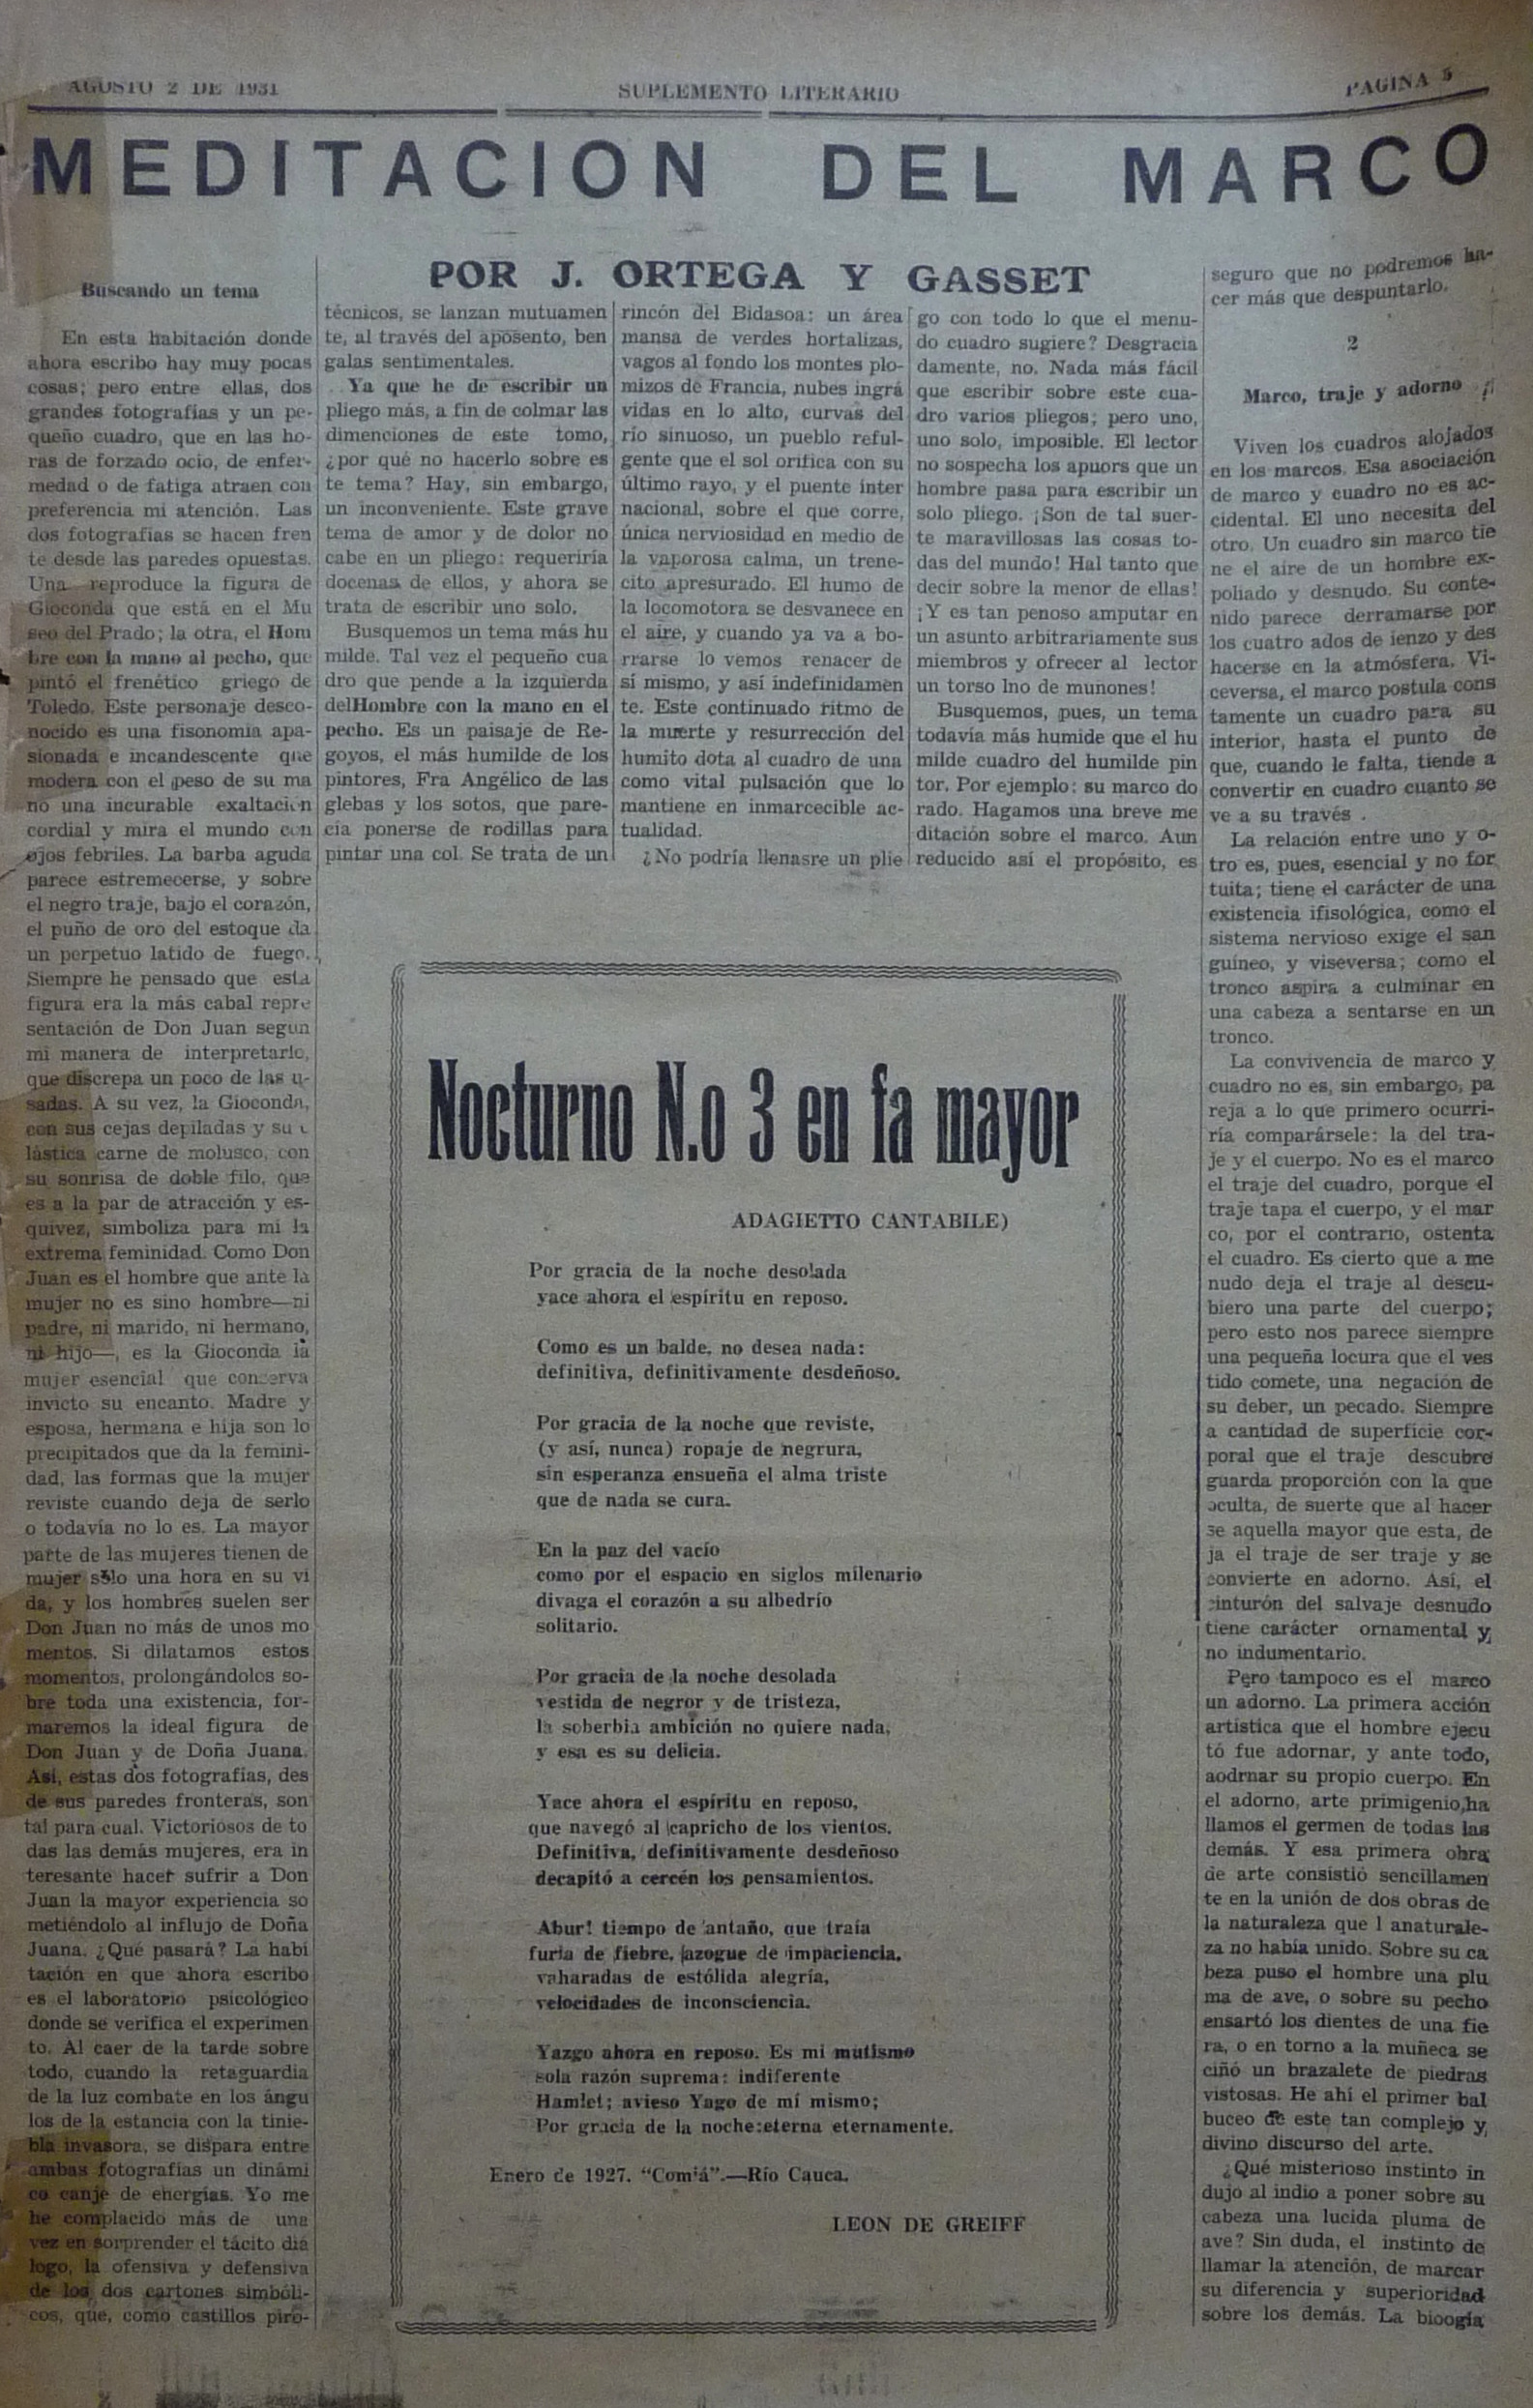 AGOSTO 2 DE 1931
SUPLEMENTO LITERARIO
PAGINA 5
MEDITACION DEL MARCO
POR J. ORTEGA Y GASSET
Buscando un tema
En esta habitación donde
ahora escribo hay muy pocas
cosas; pero entre ellas, dos
grandes fotografías y un pe-
queño cuadro, que en las ho-
ras de forzado ocio, de enfer-
medad o de fatiga atraen con
preferencia mi atención. Las
dos fotografías se hacen fren
te desde las paredes opuestas.
Una reproduce la figura de
Gioconda que está en el Mu
seo del Prado; la otra, el Hom
bre con la mano al pecho, que
pintó el frenético griego de
Toledo. Este personaje desco-
nocido es una fisonomía apa-
sionada e incandescente que
modera con el peso de su ma
no una incurable exaltación
cordial y mira el mundo con
ojos febriles. La barba aguda
parece estremecerse, y sobre
el negro traje, bajo el corazón,
el puño de oro del estoque da
un perpetuo latido de fuego.
Siempre he pensado que esta
figura era la más cabal repre
sentación de Don Juan segun
mi manera de interpretarlo,
que discrepa un poco de las u-
sadas. A su vez, la Gioconda,
con sus cejas depiladas y su e
lástica carne de molusco, con
su sonrisa de doble filo, que
es a la par de atracción y es-
quivez, simboliza para mi la
extrema feminidad. Como Don
Juan es el hombre que ante la
mujer no es sino hombre—ni
padre, ni marido, ni hermano,
ni hijo—, es la Gioconda la
mujer esencial que conserva
invicto su encanto. Madre y
esposa, hermana e hija son lo
precipitados que da la femini-
dad, las formas que la mujer
reviste cuando deja de serlo
o todavía no lo es. La mayor
parte de las mujeres tienen de
mujer sólo una hora en su vi
da, y los hombres suelen ser
Don Juan no más de unos mo
mentos. Si dilatamos estos
momentos, prolongándolos so-
bre toda una existencia, for-
maremos la ideal figura de
Don Juan y de Doña Juana.
Así, estas dos fotografías, des
de sus paredes fronteras, son
tal para cual. Victoriosos de to
das las demás mujeres, era in
teresante hacer sufrir a Don
Juan la mayor experiencia so
metiéndolo al influjo de Doña
Juana. ¿Qué pasará? La habi
tación en que ahora escribo
es el laboratorio psicológico
donde se verifica el experimen
to. Al caer de la tarde sobre
todo, cuando la retaguardia
de la luz combate en los ángu
los de la estancia con la tinie-
bla invasora, se dispara entre
ambas fotografías un dinámi
co canje de energías. Yo me
he complacido más de una
vez en sorprender el tácito diá
logo, la ofensiva y defensiva
de los dos cartones simbóli-
cos, que, como castillos piro-
técnicos, se lanzan mutuamen
te, al través del aposento, ben
galas sentimentales.
Ya que he de escribir un
pliego más, a fin de colmar las
dimenciones de este tomo,
¿por qué no hacerlo sobre es
te tema? Hay, sin embargo,
un inconveniente. Este grave
tema de amor y de dolor no
cabe en un pliego: requeriría
docenas de ellos, y ahora se
trata de escribir uno solo.
Busquemos un tema más hu
milde. Tal vez el pequeño cua
dro que pende a la izquierda
delHombre con la mano en el
pecho. Es un paisaje de Re-
goyos, el más humilde de los
pintores, Fra Angélico de las
glebas y los sotos, que pare-
cía ponerse de rodillas para
pintar una col. Se trata de un
rincón del Bidasoa: un área
mansa de verdes hortalizas,
vagos al fondo los montes plo-
mizos de Francia, nubes ingrá
vidas en lo alto, curvas del
río sinuoso, un pueblo reful-
gente que el sol orifica con su
último rayo, y el puente inter
nacional, sobre el que corre,
única nerviosidad en medio de
la vaporosa calma, un trene-
cito apresurado. El humo de
la locomotora se desvanece en
el aire, y cuando ya va a bo-
rrarse lo vemos renacer de
sí mismo, y así indefinidamen
te. Este continuado ritmo de
la muerte y resurrección del
humito dota al cuadro de una
como vital pulsación que lo
mantiene en inmarcecible ac-
tualidad.
¿No podría llenasre un plie
go con todo lo que el menu-
do cuadro sugiere? Desgracia
damente, no. Nada más fácil
que escribir sobre este cua-
dro varios pliegos; pero uno,
uno solo, imposible. El lector
no sospecha los apuors que un
hombre pasa para escribir un
solo pliego. ¡Son de tal suer-
te maravillosas las cosas to-
das del mundo! Hal tanto que
decir sobre la menor de ellas!
¡Y es tan penoso amputar en
un asunto arbitrariamente sus
miembros y ofrecer al lector
un torso lno de muñones!
Busquemos, pues, un tema
todavía más humide que el hu
milde cuadro del humilde pin
tor. Por ejemplo: su marco do
rado. Hagamos una breve me
ditación sobre el marco. Aun
reducido así el propósito, es
seguro que no podremos ha-
cer más que despuntarlo.
2
Marco, traje y adorno
Viven los cuadros alojados
en los marcos. Esa asociación
de marco y cuadro no es ac-
cidental. El uno necesita del
otro. Un cuadro sin marco tie
ne el aire de un hombre ex-
poliado y desnudo. Su conte-
nido parece derramarse por
los cuatro ados de ienzo y des
hacerse en la atmósfera. Vi-
ceversa, el marco postula cons
tamente un cuadro para su
interior, hasta el punto de
que, cuando le falta, tiende a
convertir en cuadro cuanto se
ve a su través .
La relación entre uno y o-
tro es, pues, esencial y no for
tuita; tiene el carácter de una
existencia ifisológica, como el
sistema nervioso exige el san
guíneo, y viseversa; como el
tronco aspira a culminar en
una cabeza a sentarse en un
tronco.
La convivencia de marco y
cuadro no es, sin embargo, pa
reja a lo que primero ocurri-
ría comparársele: la del tra-
je y el cuerpo. No es el marco
el traje del cuadro, porque el
traje tapa el cuerpo, y el mar
co, por el contrario, ostenta
el cuadro. Es cierto que a me
nudo deja el traje al descu-
biero una parte del cuerpo;
pero esto nos parece siempre
una pequeña locura que el ves
tido comete, una negación de
su deber, un pecado. Siempre
a cantidad de superficie cor-
poral que el traje descubre
guarda proporción con la que
oculta, de suerte que al hacer
se aquella mayor que esta, de
ja el traje de ser traje y se
convierte en adorno. Así, el
cinturón del salvaje desnudo
tiene carácter ornamental y
no indumentario.
Pero tampoco es el marco
un adorno. La primera acción
artística que el hombre ejecu
tó fue adornar, y ante todo,
aodrnar su propio cuerpo. En
el adorno, arte primigenio,ha
llamos el germen de todas las
demás. Y esa primera obra
de arte consistió sencillamen
te en la unión de dos obras de
la naturaleza que l anaturale-
za no había unido. Sobre su ca
beza puso el hombre una plu
ma de ave, o sobre su pecho
ensartó los dientes de una fie
ra, o en torno a la muñeca se
ciñó un brazalete de piedras
vistosas. He ahí el primer bal
buceo de este tan complejo y
divino discurso del arte.
¿Qué misterioso instinto in
dujo al indio a poner sobre su
cabeza una lucida pluma de
ave? Sin duda, el instinto de
llamar la atención, de marcar
su diferencia y superioridad
sobre los demás. La bioogía
Nocturno N.o 3 en fa mayor
ADAGIETTO CANTABILE)
Por gracia de la noche desolada
yace ahora el espíritu en reposo.
Como es un balde, no desea nada:
definitiva, definitivamente desdeñoso.
Por gracia de la noche que reviste,
(y así, nunca) ropaje de negrura,
sin esperanza ensueña el alma triste
que de nada se cura.
En la paz del vacío
como por el espacio en siglos milenario
divaga el corazón a su albedrío
solitario.
Por gracia de la noche desolada
vestida de negror y de tristeza,
la soberbia ambición no quiere nada,
y esa es su delicia.
Yace ahora el espíritu en reposo,
que navegó al capricho de los vientos.
Definitiva, definitivamente desdeñoso
decapitó a cercén los pensamientos.
Abur! tiempo de antaño, que traía
furia de fiebre, azogue de impaciencia,
vaharadas de estólida alegría,
velocidades de inconsciencia.
Yazgo ahora en reposo. Es mi mutismo
sola razón suprema: indiferente
Hamlet; avieso Yago de mí mismo;
Por gracia de la noche:eterna eternamente.
Enero de 1927. "Comiá".—Río Cauca.
LEON DE GREIFF